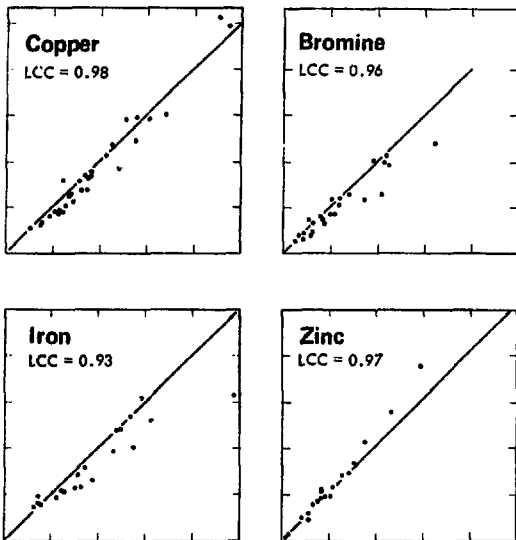 Copper
LCC = 0.98
Bromine
LCC = 0.96
Iron
LCC = 0.93
Zinc
LCC = 0.97